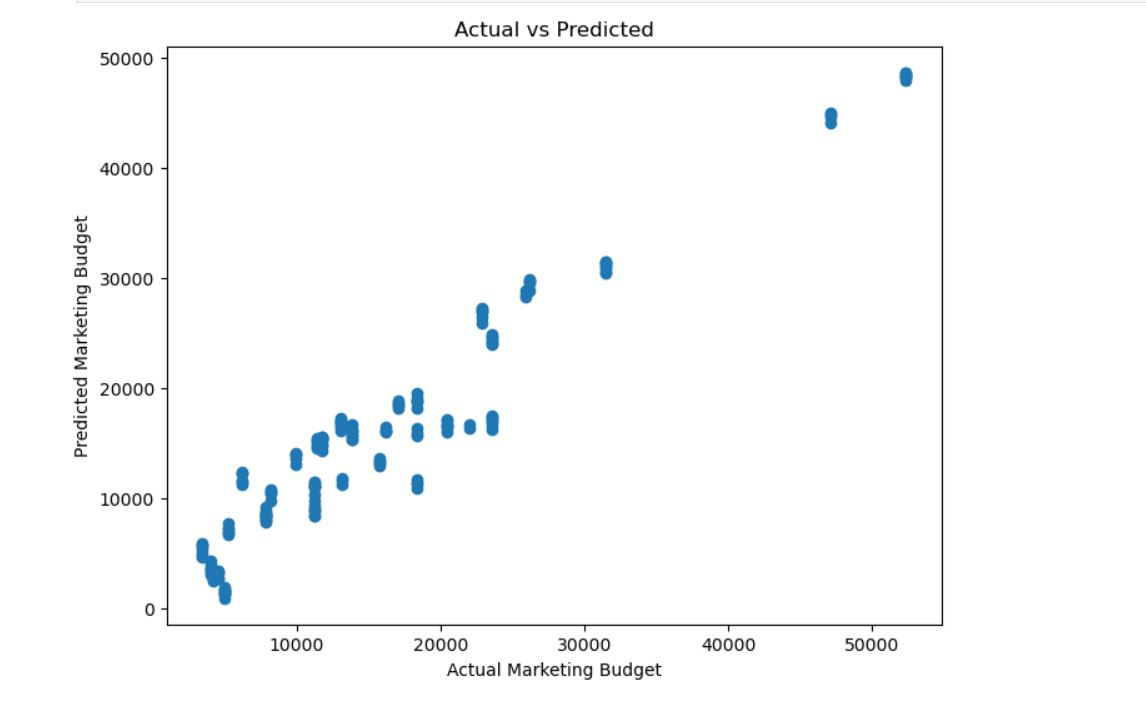 Actual vs Predicted
50000
40000
30000
20000
10000
0
Predicted Marketing Budget
10000 20000 30000 40000 50000
Actual Marketing Budget